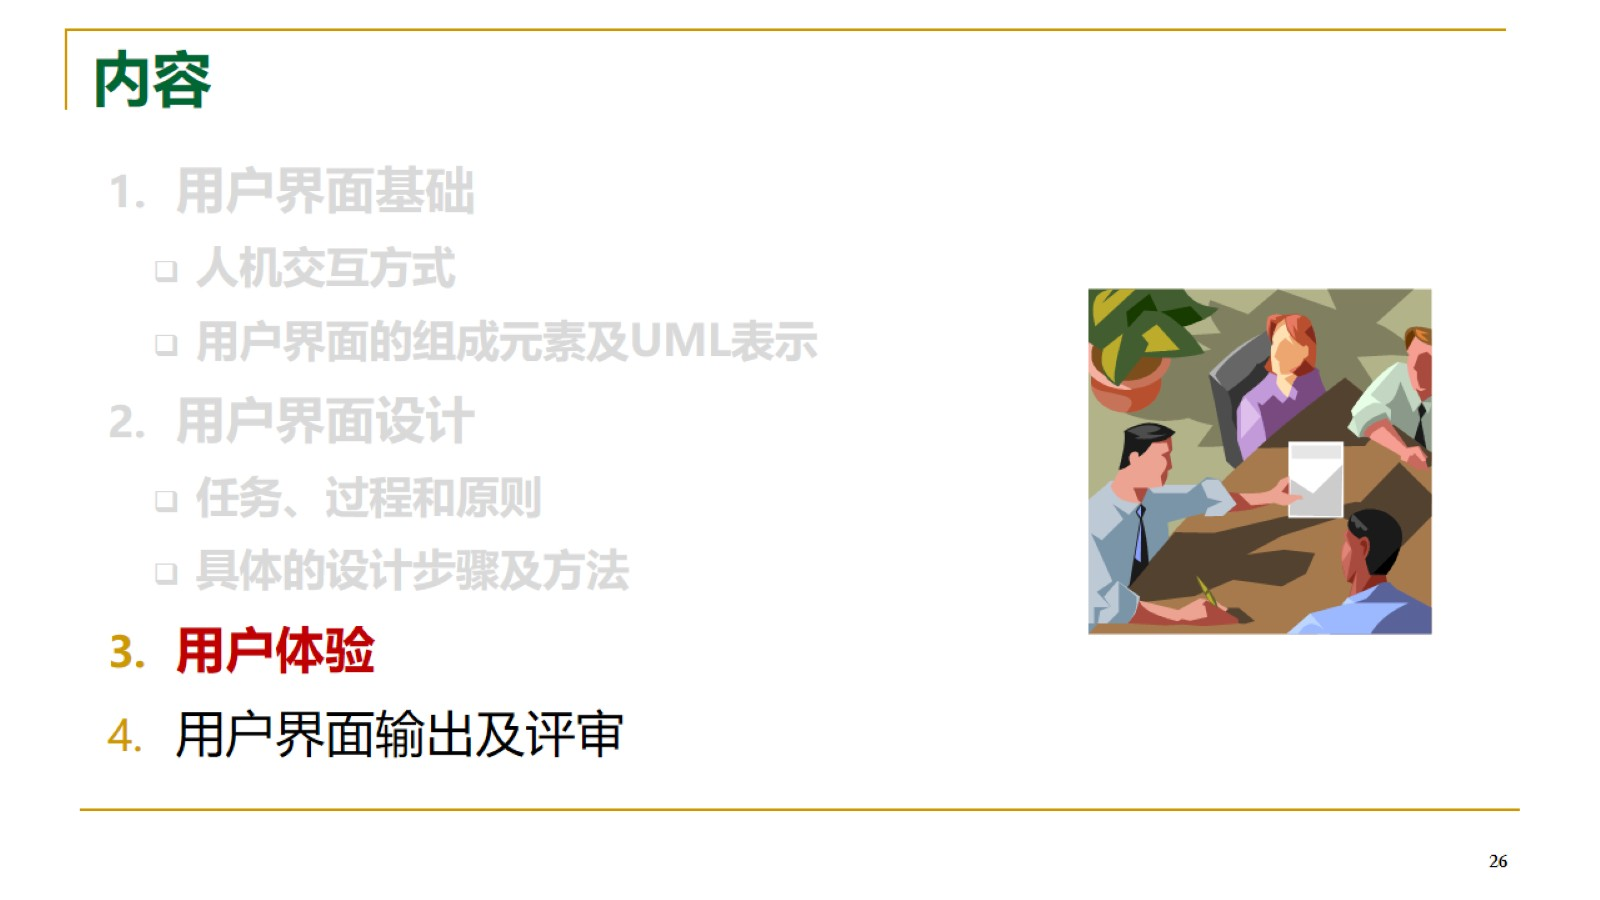 内容
1. 用户界面基础
❑ 人机交互方式
❑ 用户界面的组成元素及UML表示
2. 用户界面设计
❑ 任务、过程和原则
❑ 具体的设计步骤及方法
3. 用户体验
4. 用户界面输出及评审
26